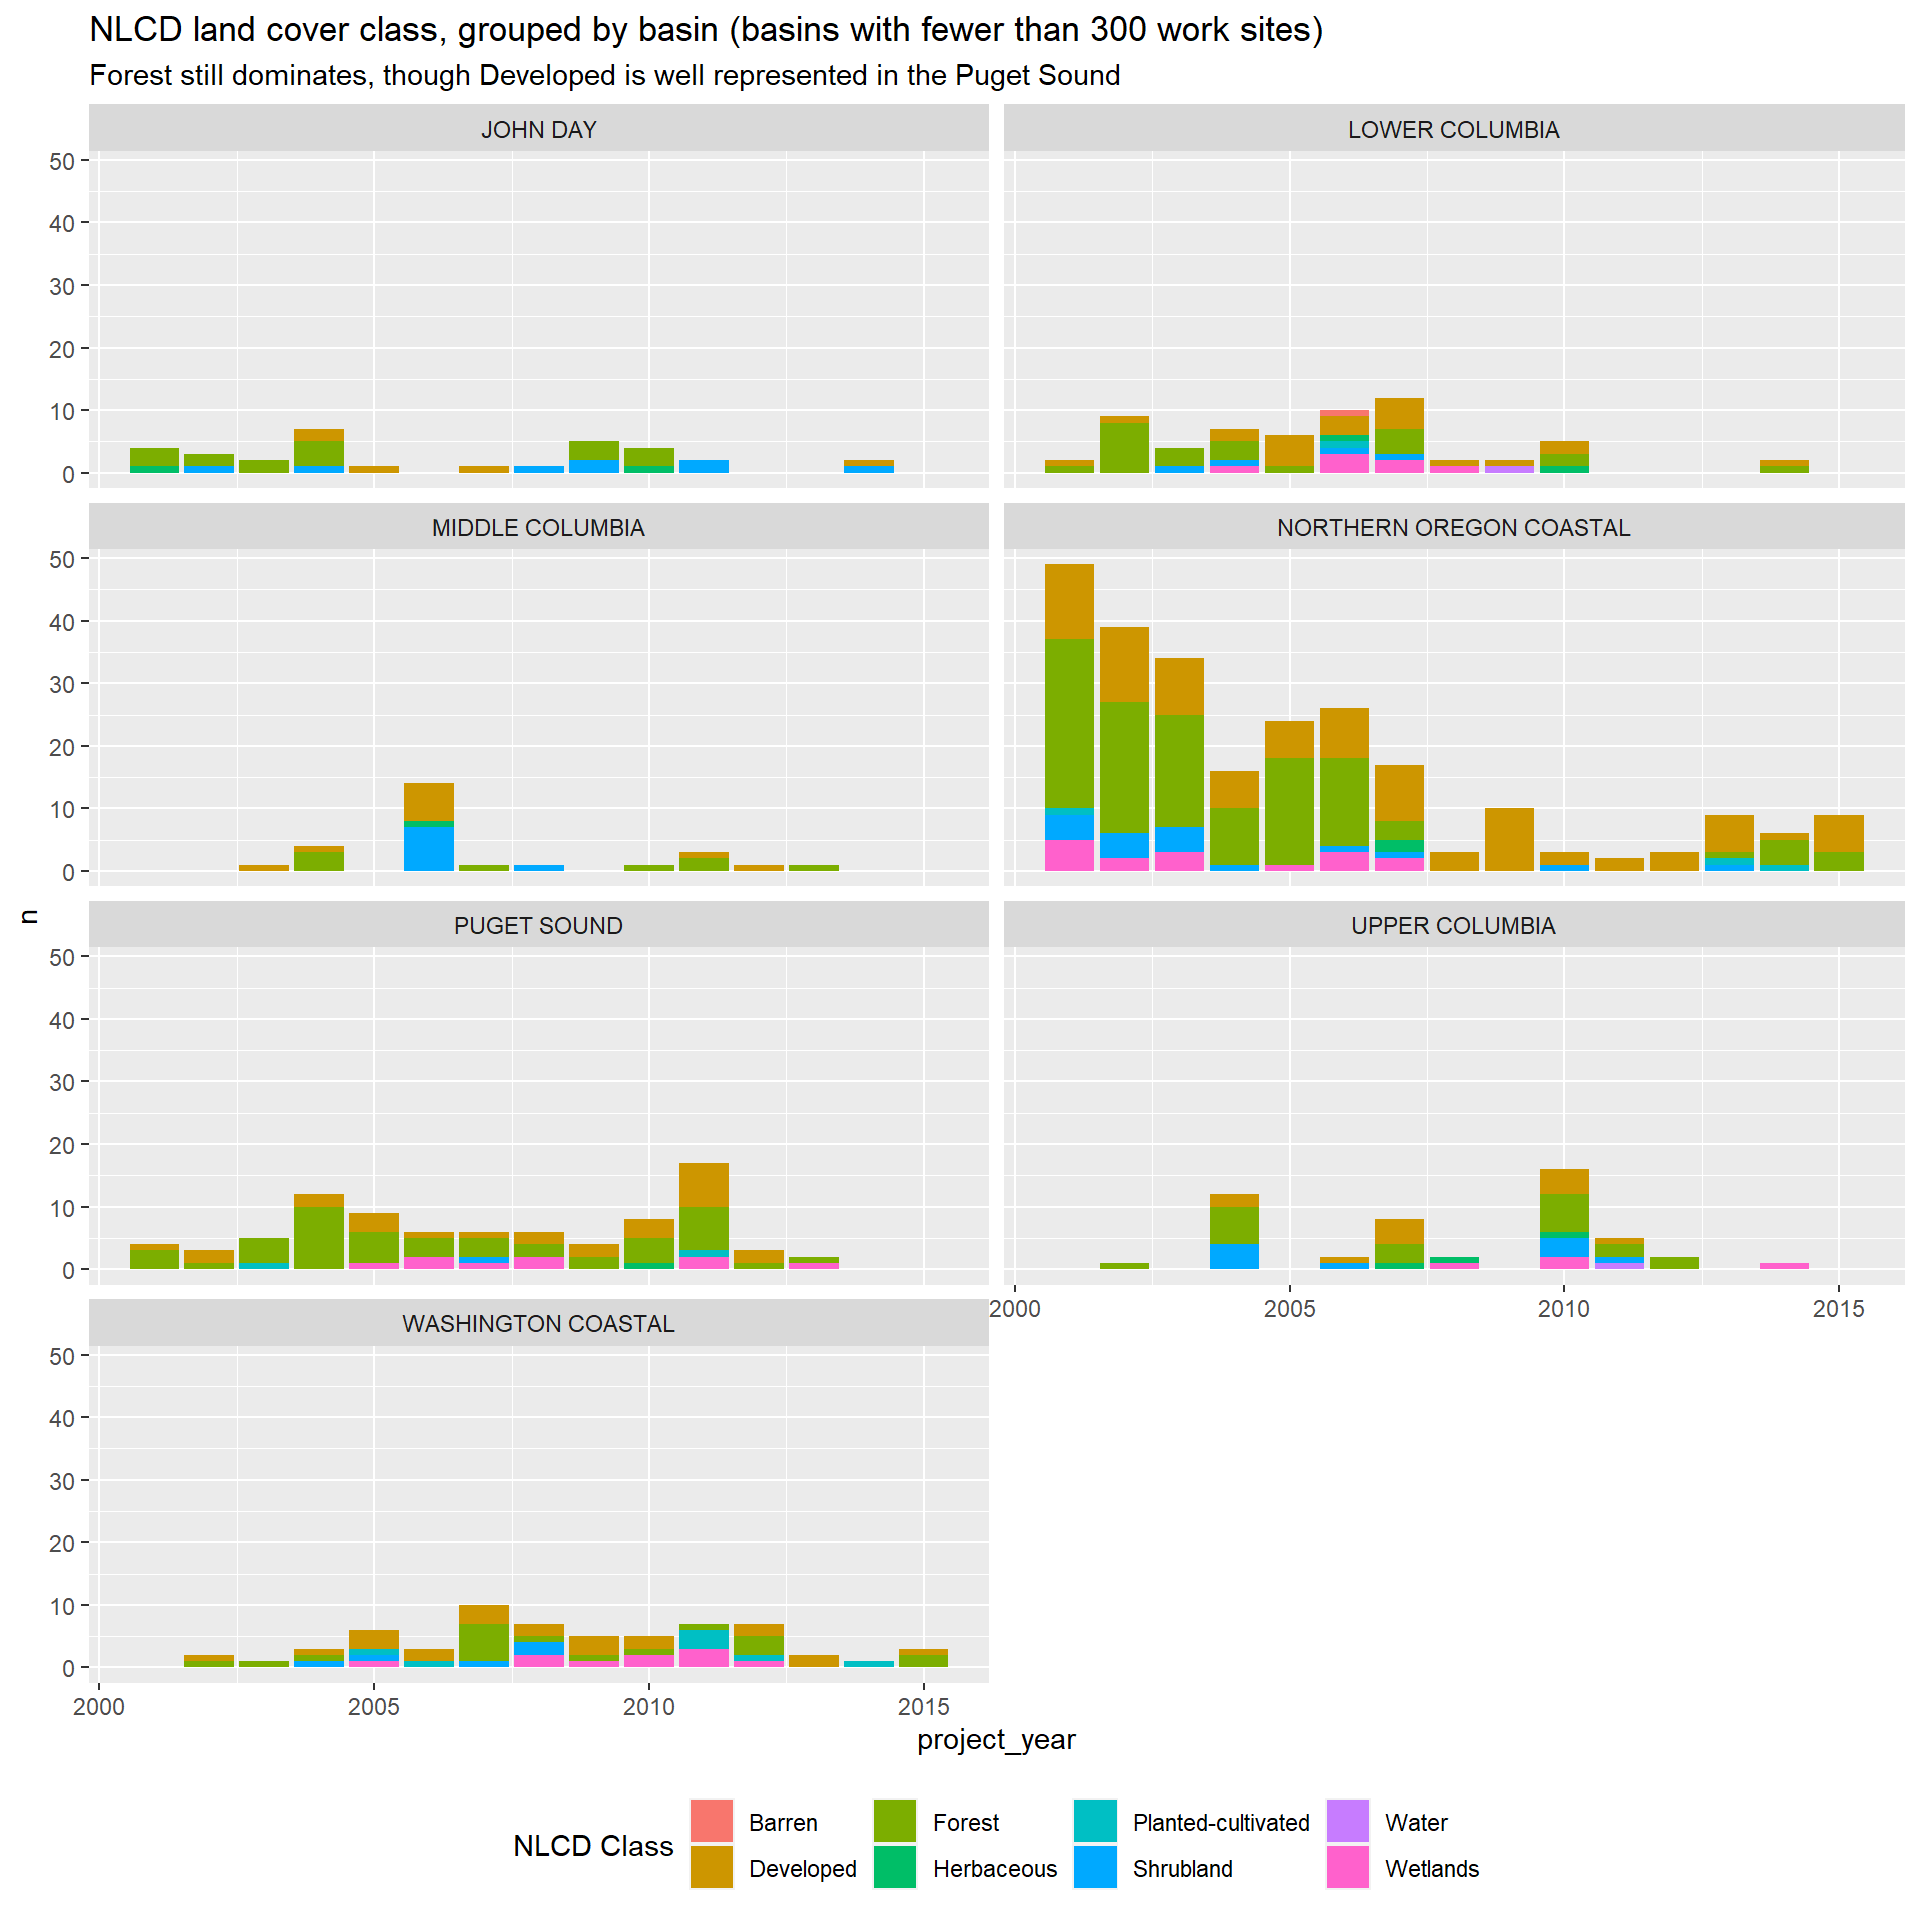 NLCD land cover class, grouped by basin (basins with fewer than 300 work sites)
Forest still dominates, though Developed is well represented in the Puget Sound
JOHN DAY
LOWER COLUMBIA
50
40
30
20
10
0
MIDDLE COLUMBIA
NORTHERN OREGON COASTAL
50
40
30
20
10
0
n
PUGET SOUND
UPPER COLUMBIA
50
40
30
20
10
0
2000 2005 2010 2015
WASHINGTON COASTAL
50
40
30
20
10
0
2000 2005 2010 2015
project_year
NLCD Class
Barren Forest Planted-cultivated Water
Developed Herbaceous Shrubland Wetlands